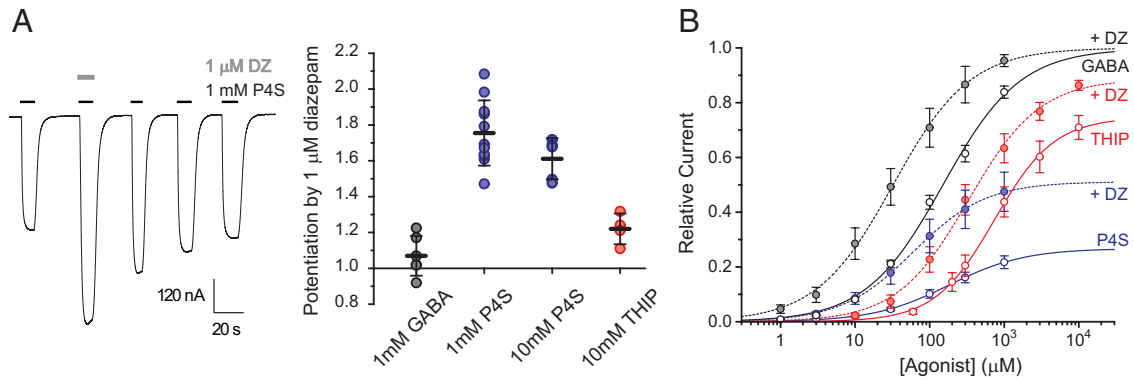 A
1 μM DZ
1 mM P4S
120 nA
20 s
Potentiation by 1 μM diazepam
2.2
2.0
1.8
1.6
1.4
1.2
1.0
0.8
1mM GABA
1mM P4S
10mM P4S
10mM THIP
B
Relative Current
1.0
0.8
0.6
0.4
0.2
0.0
1
10
100
10³
10⁴
[Agonist] (μM)
+ DZ
GABA
+ DZ
THIP
+ DZ
P4S